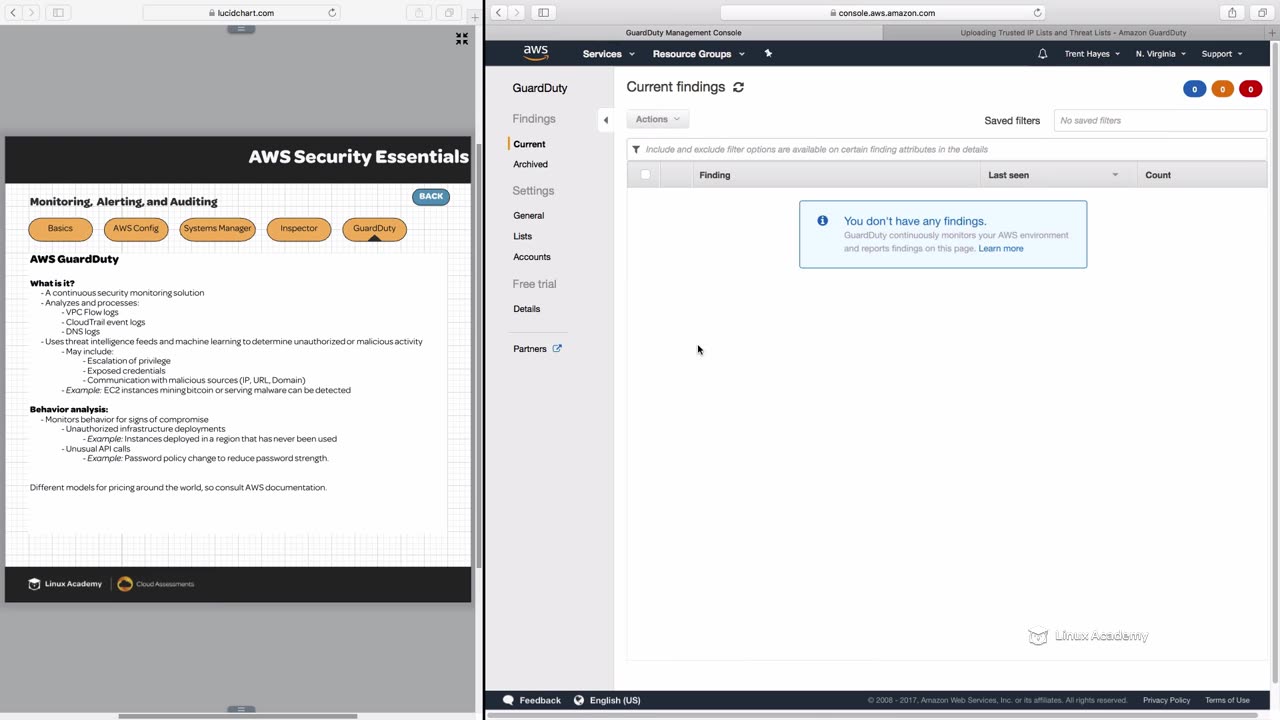 lucidchart.com
AWS Security Essentials
Monitoring, Alerting, and Auditing
BACK
Basics
AWS Config
Systems Manager
Inspector
GuardDuty
AWS GuardDuty
What is it?
- A continuous security monitoring solution
- Analyzes and processes:
- VPC Flow logs
- CloudTrail event logs
- DNS logs
- Uses threat intelligence feeds and machine learning to determine unauthorized or malicious activity
- May include:
- Escalation of privilege
- Exposed credentials
- Communication with malicious sources (IP, URL, Domain)
- Example: EC2 instances mining bitcoin or serving malware can be detected
Behavior analysis:
- Monitors behavior for signs of compromise
- Unauthorized infrastructure deployments
- Example: Instances deployed in a region that has never been used
- Unusual API calls
- Example: Password policy change to reduce password strength.
Different models for pricing around the world, so consult AWS documentation.
Linux Academy
Cloud Assessments
console.aws.amazon.com
GuardDuty Management Console
Uploading Trusted IP Lists and Threat Lists - Amazon GuardDuty
aws
Services
Resource Groups
Trent Hayes
N. Virginia
Support
GuardDuty
Findings
Current
Archived
Settings
General
Lists
Accounts
Free trial
Details
Partners
Current findings
0
0
0
Actions
Saved filters
No saved filters
Include and exclude filter options are available on certain finding attributes in the details
Finding
Last seen
Count
You don't have any findings.
GuardDuty continuously monitors your AWS environment
and reports findings on this page. Learn more
Linux Academy
Feedback
English (US)
© 2008 - 2017, Amazon Web Services, Inc. or its affiliates. All rights reserved.
Privacy Policy
Terms of Use